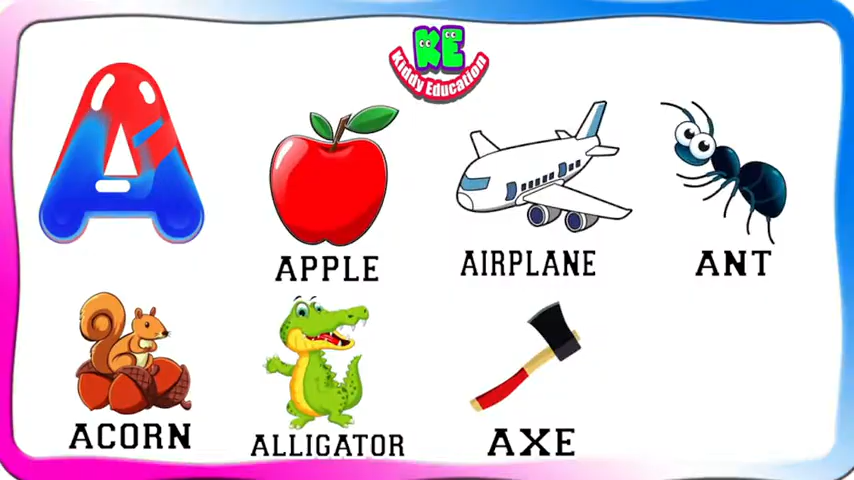 KE
Kiddy Education
A
APPLE
AIRPLANE
ANT
ACORN
ALLIGATOR
AXE